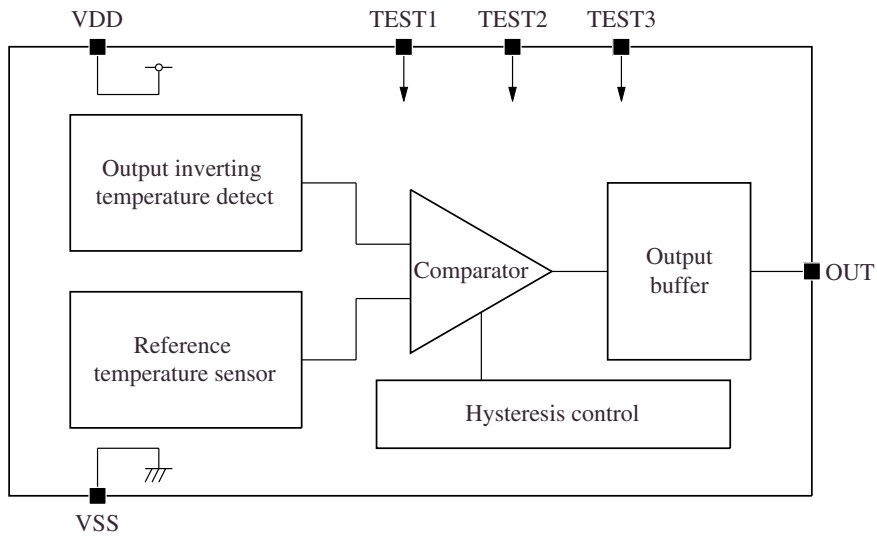 VDD
TEST1
TEST2
TEST3
Output inverting
temperature detect
Comparator
Output
buffer
OUT
Reference
temperature sensor
Hysteresis control
VSS